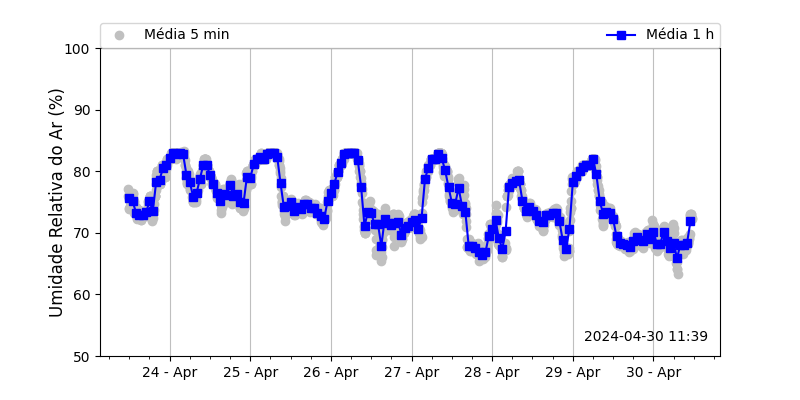 Média 5 min
Média 1 h
Umidade Relativa do Ar (%)
100
90
80
70
60
50
2024-04-30 11:39
24 - Apr
25 - Apr
26 - Apr
27 - Apr
28 - Apr
29 - Apr
30 - Apr